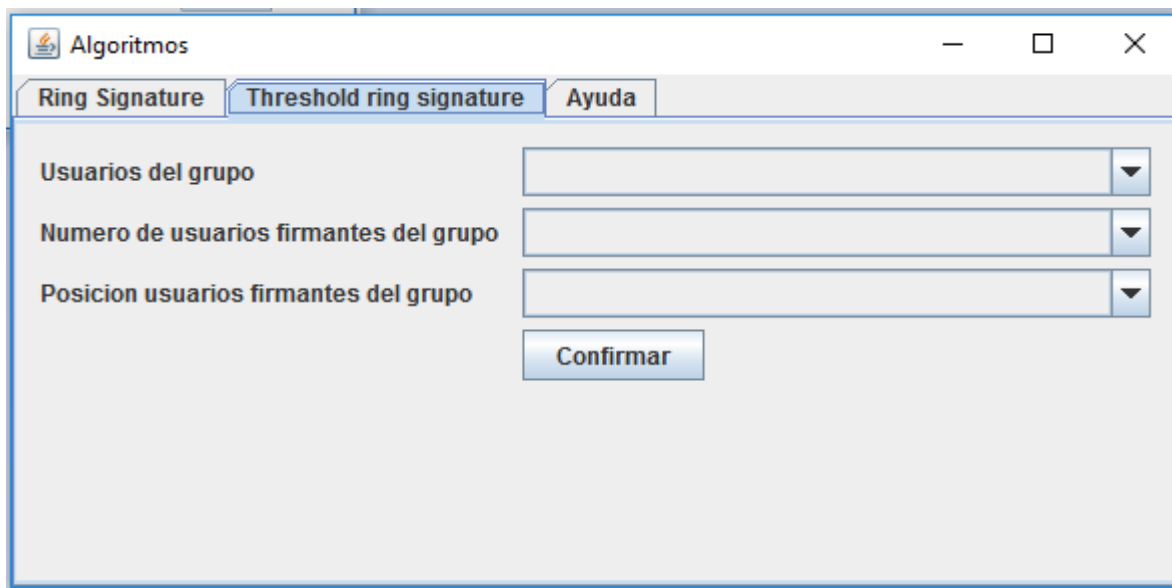 Algoritmos
Ring Signature Threshold ring signature Ayuda
Usuarios del grupo
Numero de usuarios firmantes del grupo
Posicion usuarios firmantes del grupo
Confirmar